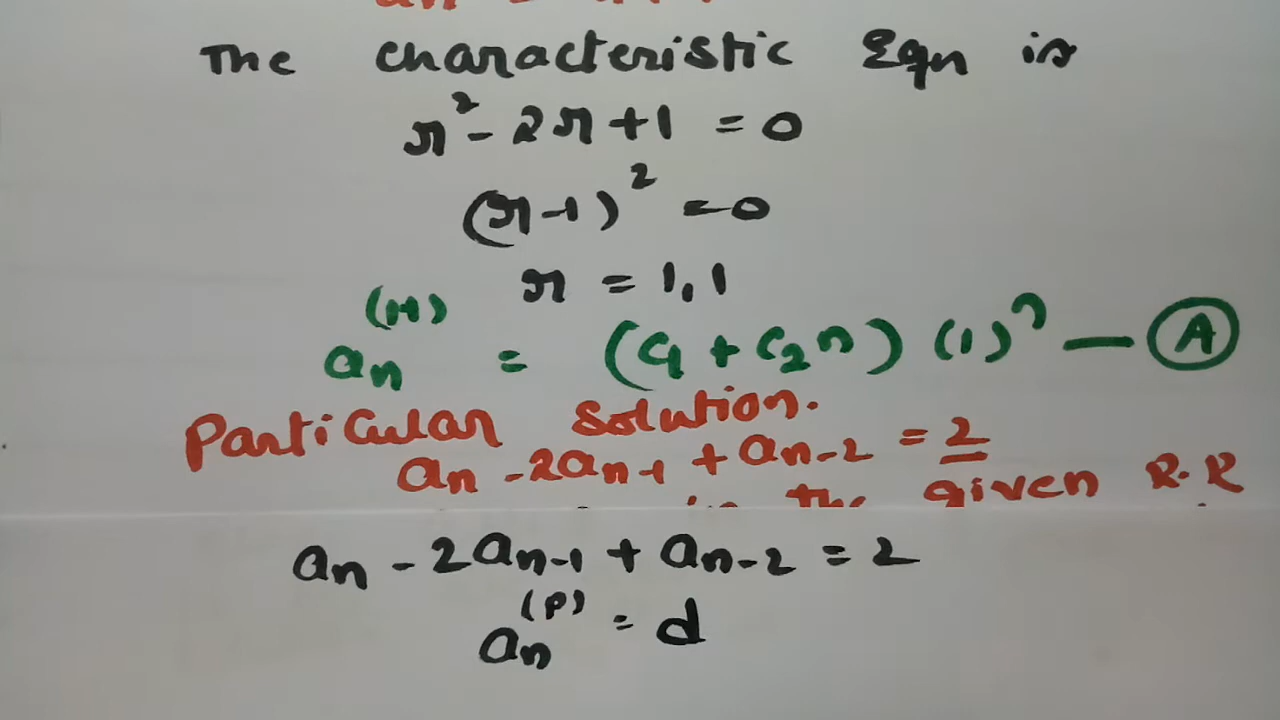 The characteristic Eqn is
r² - 2r + 1 = 0
(r-1)² = 0
r = 1, 1
aₙ⁽ᴴ⁾ = (C₁ + C₂n) (1)ⁿ — Ⓐ
Particular Solution.
aₙ - 2aₙ₋₁ + aₙ₋₂ = 2
the given R.R
aₙ - 2aₙ₋₁ + aₙ₋₂ = 2
aₙ⁽ᴾ⁾ = d